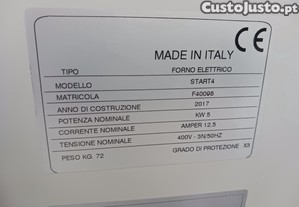 CustoJusto.pt
MADE IN ITALY CE
TIPO FORNO ELETTRICO
MODELLO START4
MATRICOLA F40098
ANNO DI COSTRUZIONE 2017
POTENZA NOMINALE KW 5
CORRENTE NOMINALE AMPER 12,5
TENSIONE NOMINALE 400V - 3N/50HZ
PESO KG. 72 GRADO DI PROTEZIONE X3